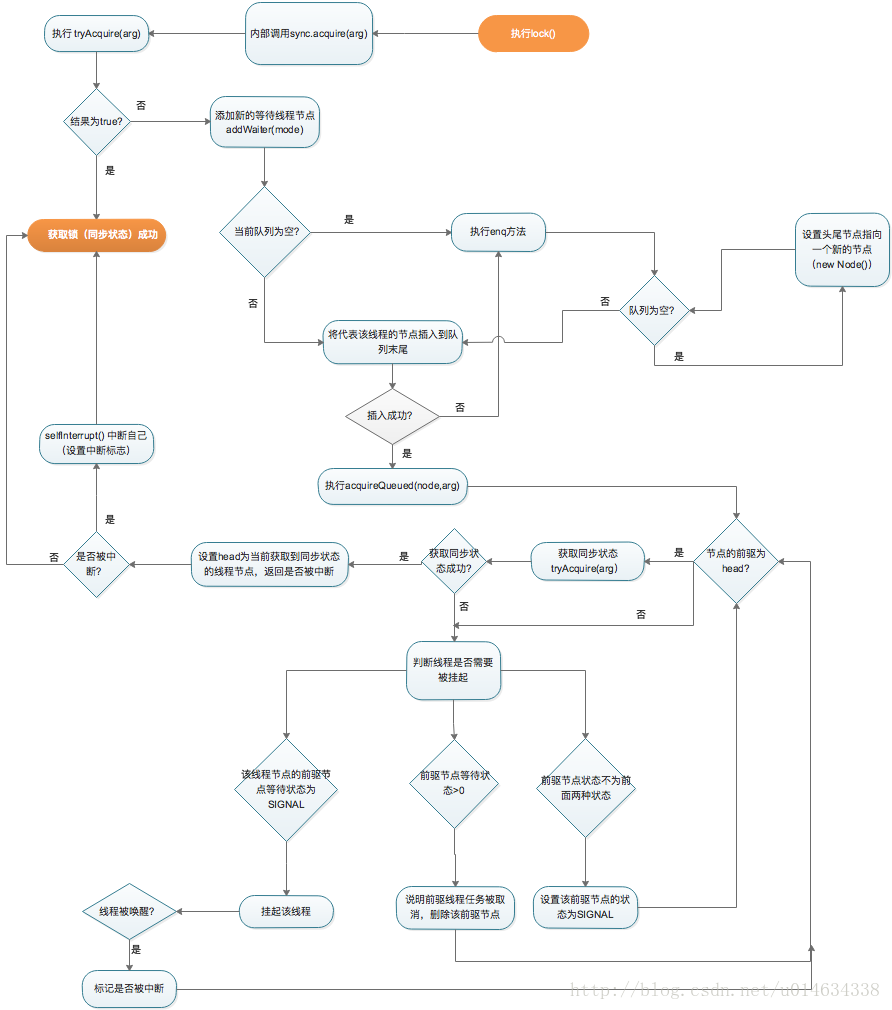 执行 tryAcquire(arg)
内部调用sync.acquire(arg)
执行lock()
结果为true?
否
添加新的等待线程节点
addWaiter(mode)
是
获取锁（同步状态）成功
当前队列为空?
是
执行enq方法
设置头尾节点指向
一个新的节点
（new Node()）
否
否
队列为空?
是
将代表该线程的节点插入到队
列末尾
插入成功?
否
是
selfInterrupt() 中断自己
（设置中断标志）
执行acquireQueued(node,arg)
是
否
是否被中
断?
设置head为当前获取到同步状态
的线程节点，返回是否被中断
是
获取同步状
态成功?
获取同步状态
tryAcquire(arg)
是
节点的前驱为
head?
否
否
判断线程是否需要
被挂起
该线程节点的前驱节
点等待状态为
SIGNAL
前驱节点等待状
态>0
前驱节点状态不为前
面两种状态
线程被唤醒?
挂起该线程
说明前驱线程任务被取
消，删除该前驱节点
设置该前驱节点的状
态为SIGNAL
是
标记是否被中断
http://blog.csdn.net/u014634338